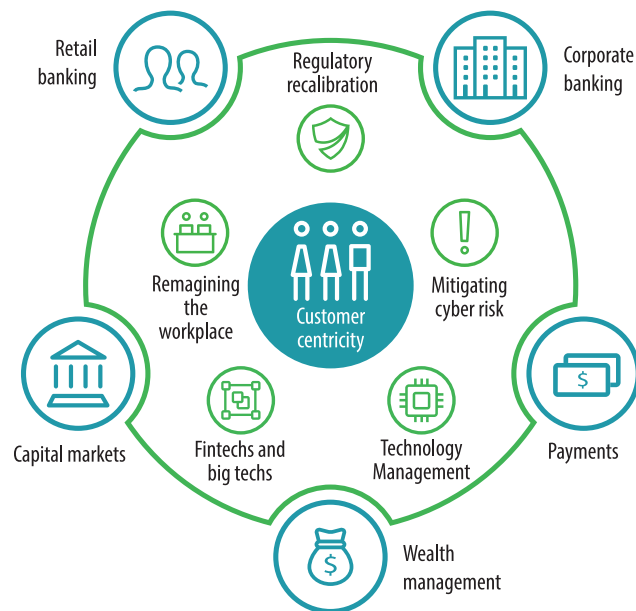 Retail
banking
Regulatory
recalibration
Corporate
banking
Remagining
the
workplace
Customer
centricity
Mitigating
cyber risk
Capital markets
Fintechs and
big techs
Technology
Management
Payments
$
Wealth
management
$